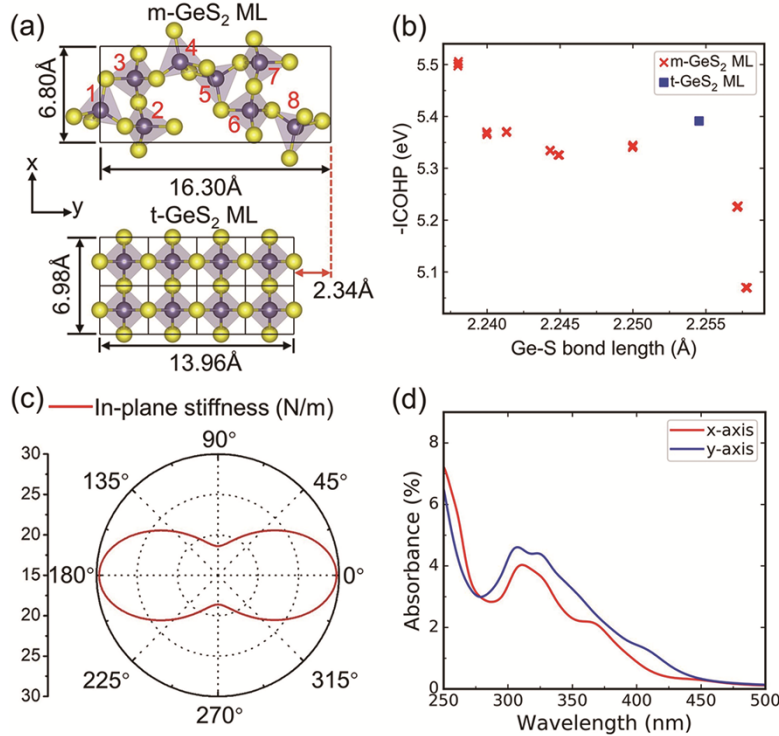 (a)
m-GeS₂ ML
6.80Å
1
2
3
4
5
6
7
8
16.30Å
x
y
t-GeS₂ ML
6.98Å
2.34Å
13.96Å
(b)
m-GeS₂ ML
t-GeS₂ ML
-ICOHP (eV)
5.5
5.4
5.3
5.2
5.1
2.240 2.245 2.250 2.255
Ge-S bond length (Å)
(c)
In-plane stiffness (N/m)
30
25
20
15
20
25
30
90°
135° 45°
180° 0°
225° 315°
270°
(d)
x-axis
y-axis
Absorbance (%)
8
6
4
2
0
250 300 350 400 450 500
Wavelength (nm)